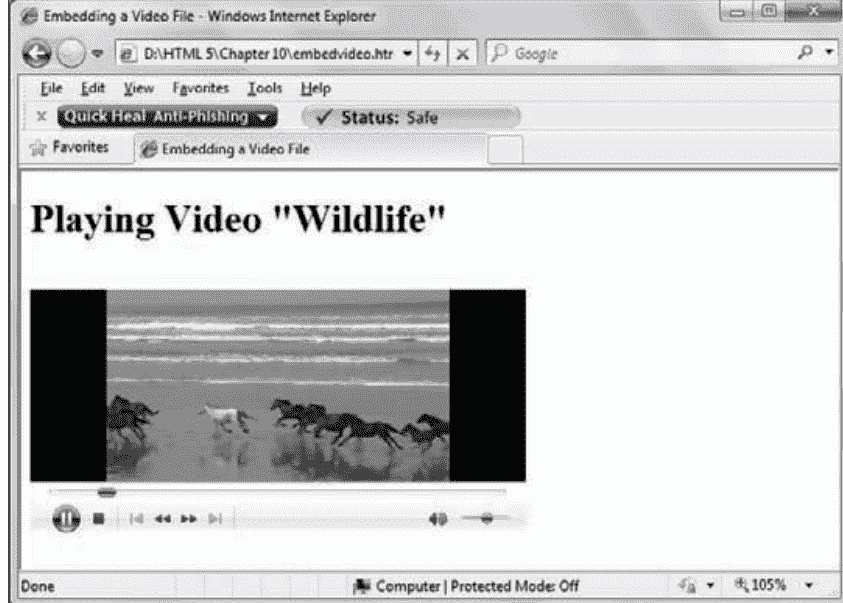 Embedding a Video File - Windows Internet Explorer
D:\HTML 5\Chapter 10\embedvideo.htr
Google
File Edit View Favorites Tools Help
x Quick Heal Anti-Phishing Status: Safe
Favorites Embedding a Video File
Playing Video "Wildlife"
Done Computer | Protected Mode: Off 105%